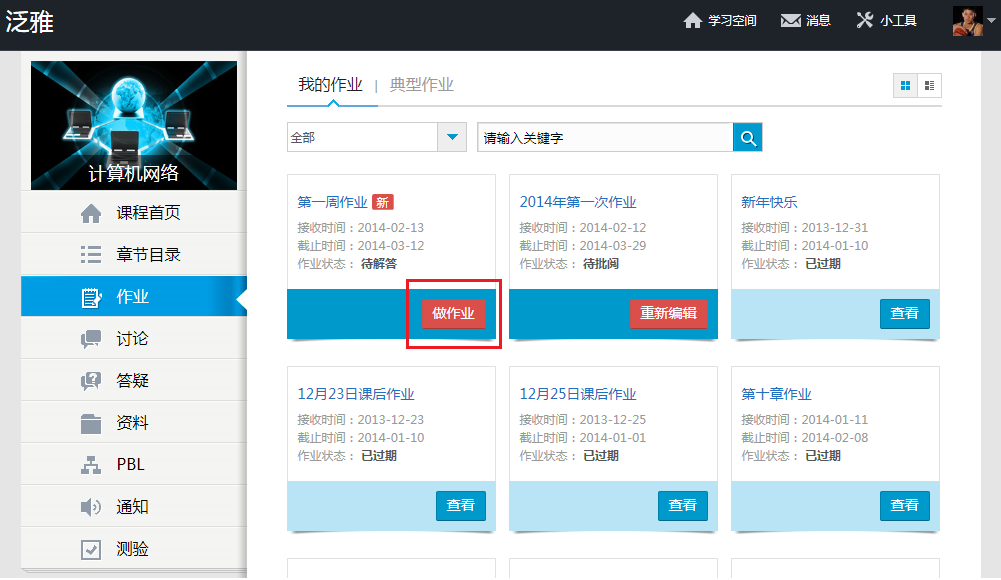 泛雅
学习空间
消息
小工具
计算机网络
课程首页
章节目录
作业
讨论
答疑
资料
PBL
通知
测验
我的作业 | 典型作业
全部
请输入关键字
第一周作业 新
接收时间：2014-02-13
截止时间：2014-03-12
作业状态： 待解答
做作业
2014年第一次作业
接收时间：2014-02-12
截止时间：2014-03-29
作业状态： 待批阅
重新编辑
新年快乐
接收时间：2013-12-31
截止时间：2014-01-10
作业状态： 已过期
查看
12月23日课后作业
接收时间：2013-12-23
截止时间：2014-01-10
作业状态： 已过期
查看
12月25日课后作业
接收时间：2013-12-25
截止时间：2014-01-01
作业状态： 已过期
查看
第十章作业
接收时间：2014-01-11
截止时间：2014-02-08
作业状态： 已过期
查看